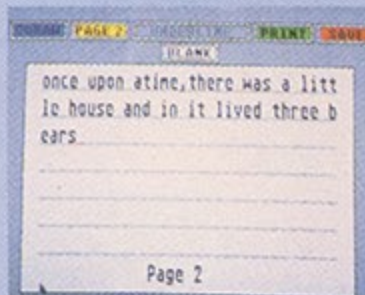 PAGE 2 PRINT SAVE
BLANK
once upon atime,there was a litt
le house and in it lived three b
ears
Page 2